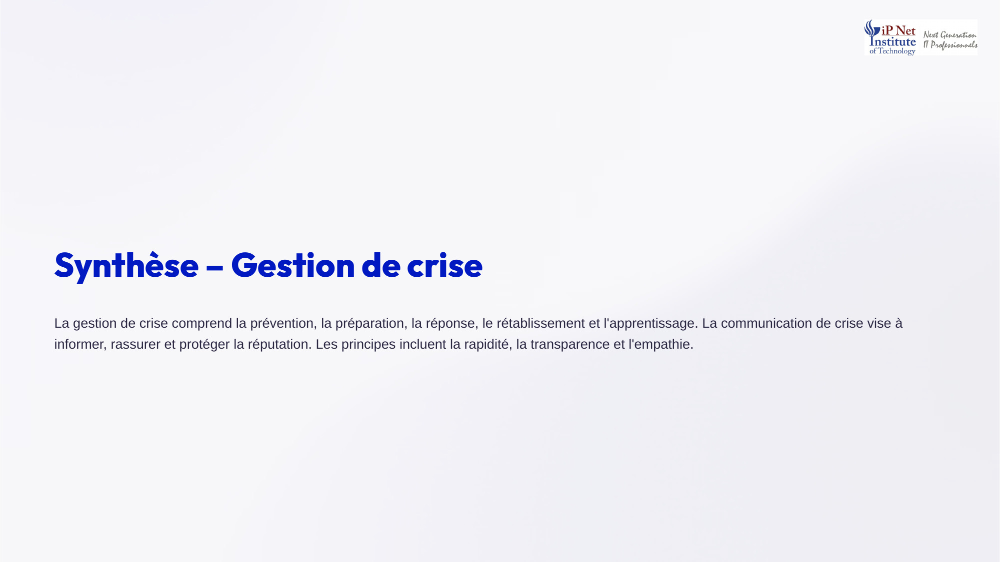 iP Net
Institute
of Technology
Next Generation
IT Professionnels
Synthèse – Gestion de crise
La gestion de crise comprend la prévention, la préparation, la réponse, le rétablissement et l'apprentissage. La communication de crise vise à
informer, rassurer et protéger la réputation. Les principes incluent la rapidité, la transparence et l'empathie.